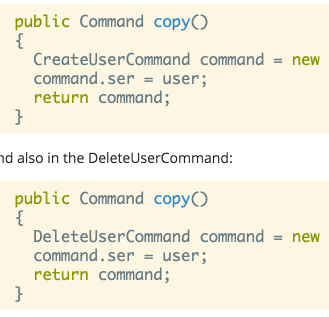 public Command copy()
{
CreateUserCommand command = new
command.ser = user;
return command;
}
nd also in the DeleteUserCommand:
public Command copy()
{
DeleteUserCommand command = new
command.ser = user;
return command;
}